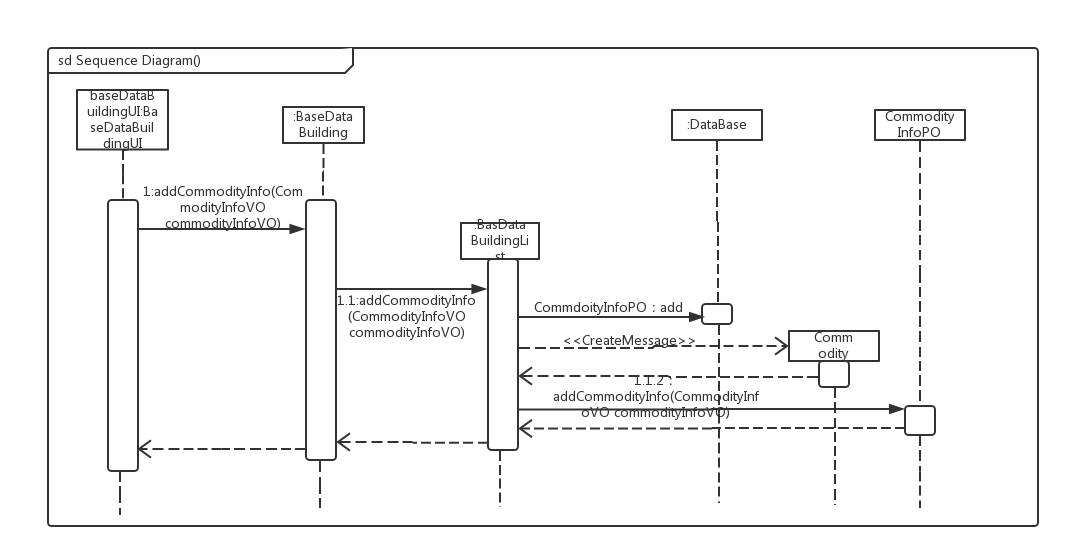 sd Sequence Diagram()
baseDataB
uildingUI:Ba
seDataBuil
dingUI
:BaseData
Building
:DataBase
Commodity
InfoPO
1:addCommodityInfo(Com
modityInfoVO
commodityInfoVO)
:BasData
BuildingLi
st
1.1:addCommodityInfo
(CommodityInfoVO
commodityInfoVO)
CommdoityInfoPO : add
<<CreateMessage>>
Comm
odity
1.1.2 :
addCommodityInfo(CommodityInf
oVO commodityInfoVO)